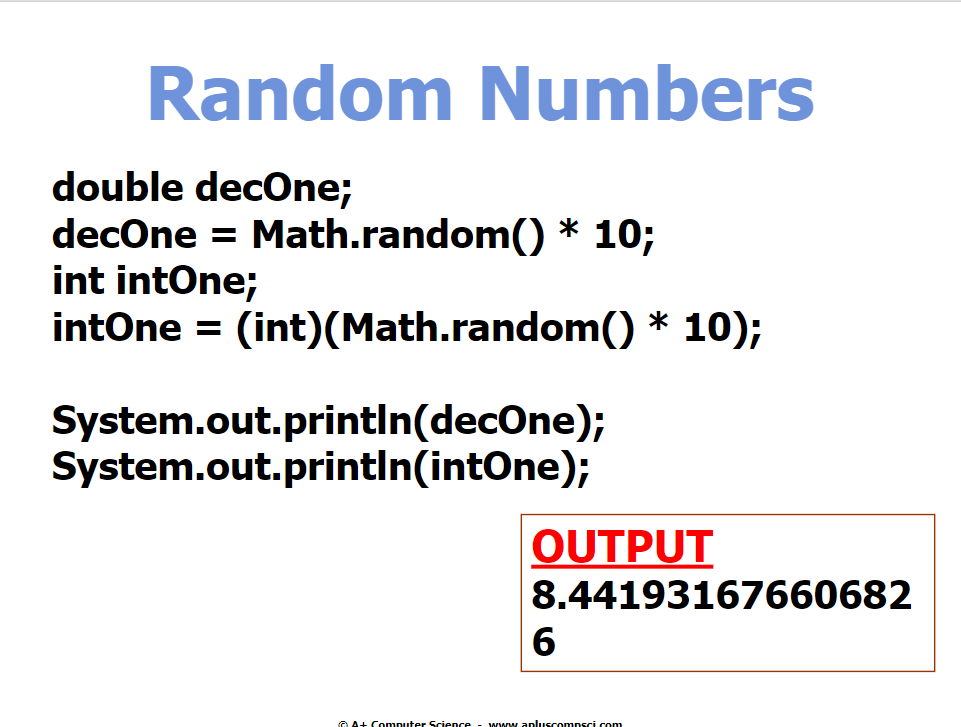 Random Numbers
double decOne;
decOne = Math.random() * 10;
int intOne;
intOne = (int)(Math.random() * 10);
System.out.println(decOne);
System.out.println(intOne);
OUTPUT
8.44193167660682
6
© A+ Computer Science - www.apluscompsci.com